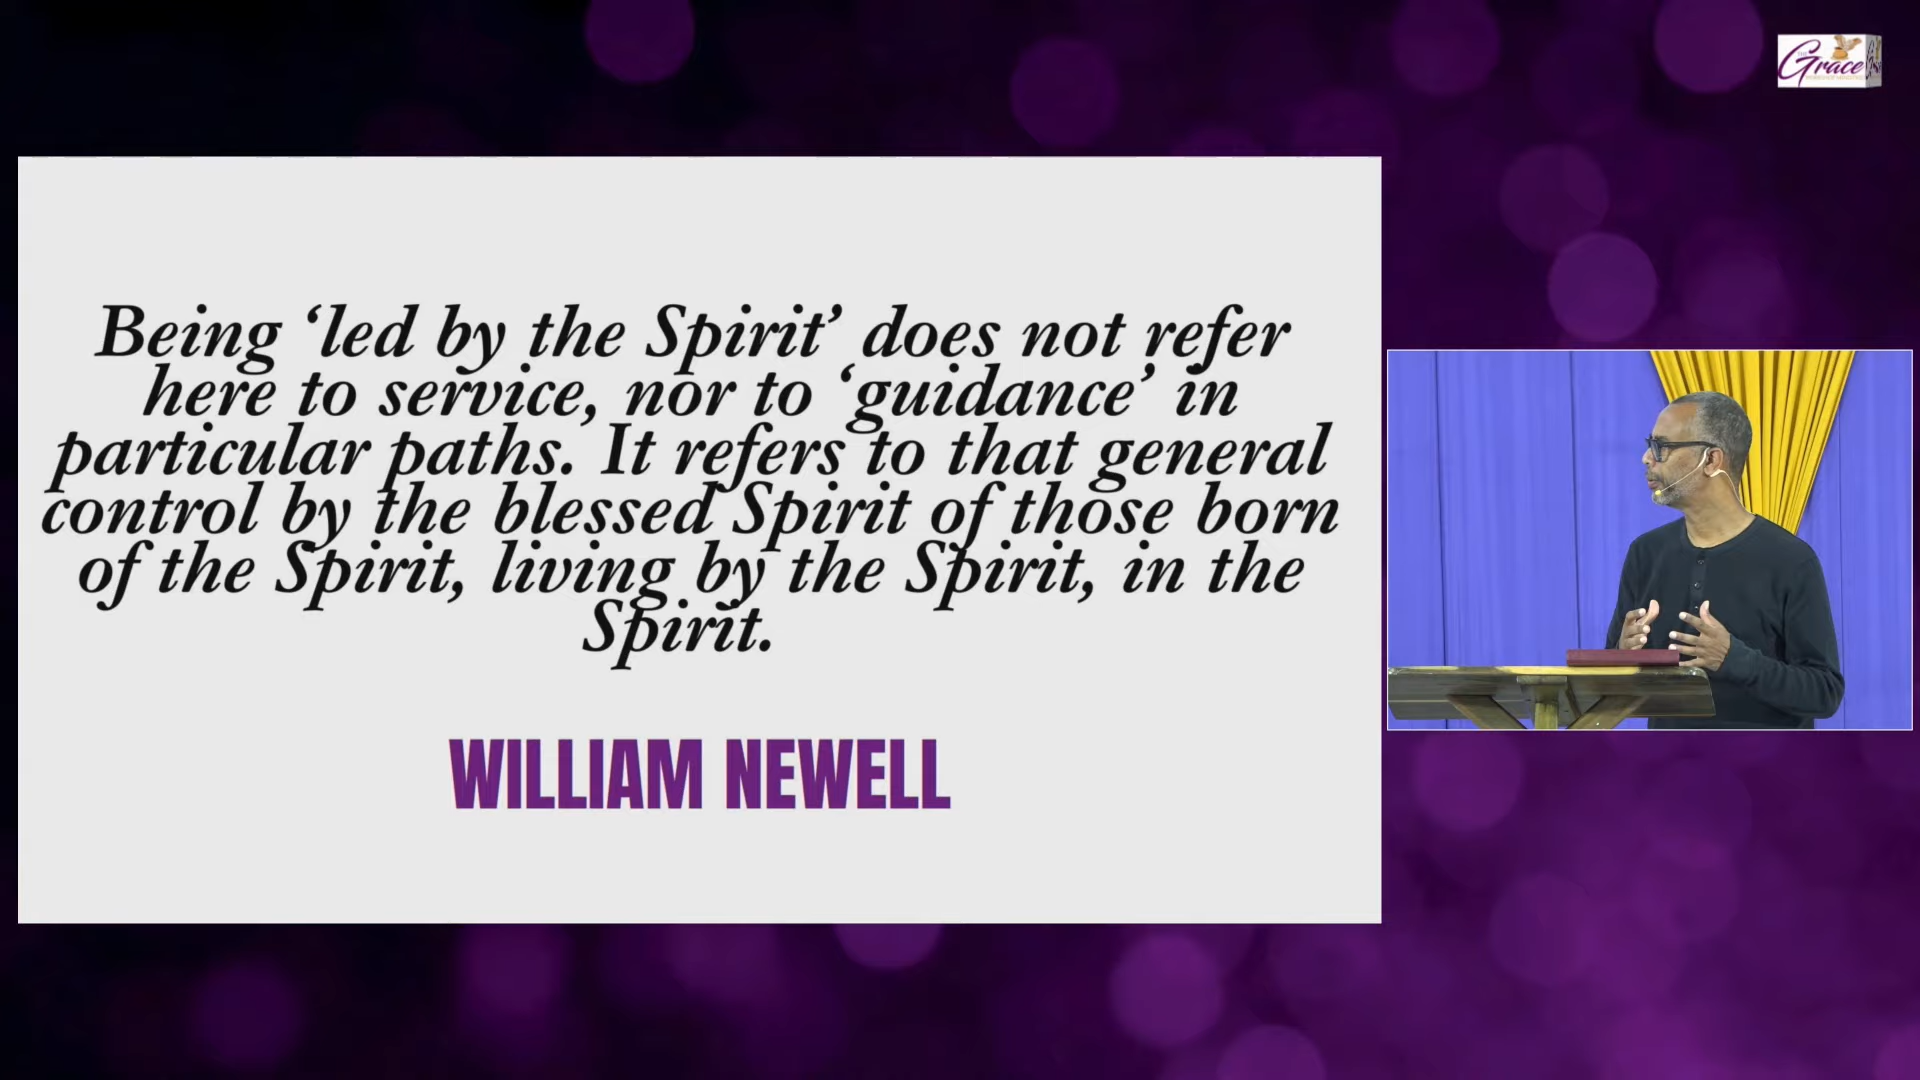 Grace
Being ‘led by the Spirit’ does not refer
here to service, nor to ‘guidance’ in
particular paths. It refers to that general
control by the blessed Spirit of those born
of the Spirit, living by the Spirit, in the
Spirit.
WILLIAM NEWELL